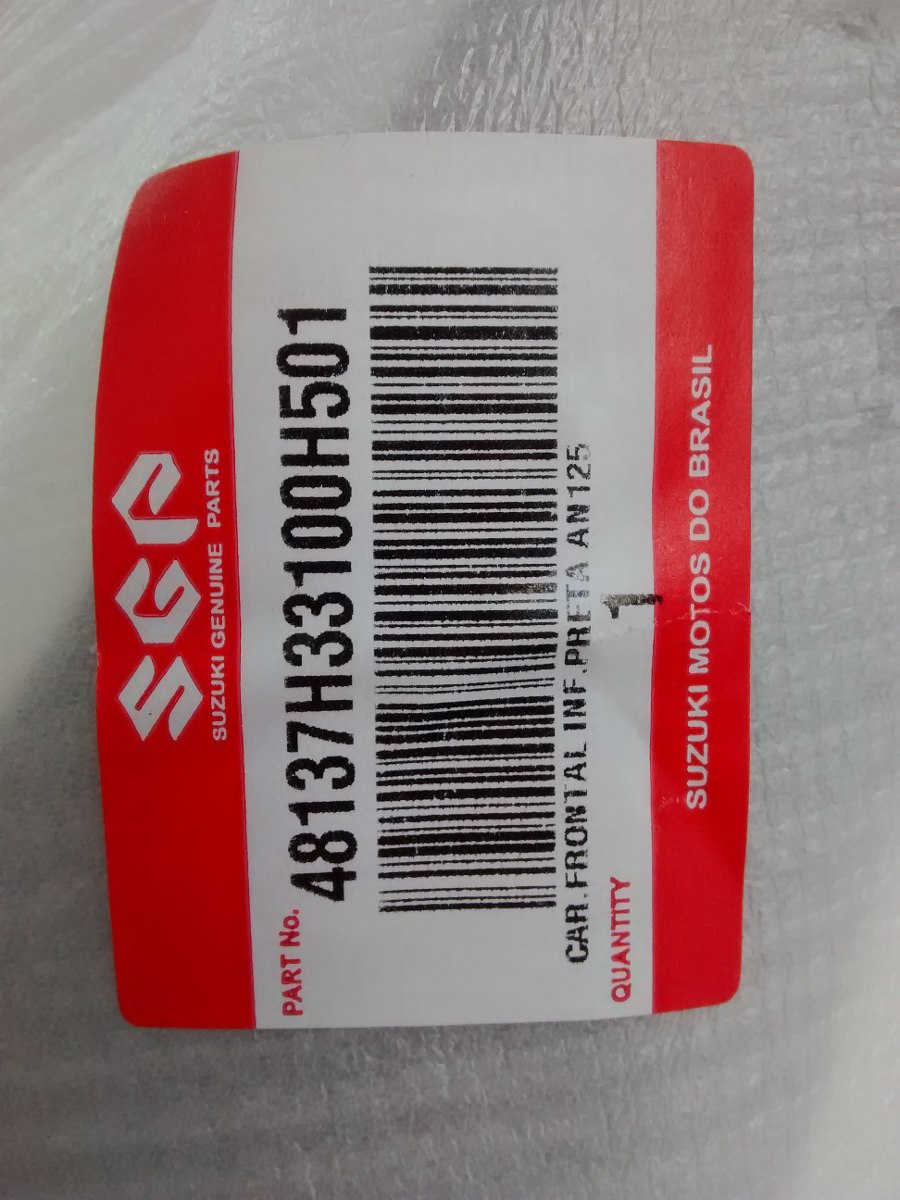 SGP
SUZUKI GENUINE PARTS
PART No. 48137H33100H501
CAR.FRONTAL INF.PRETA AN125
QUANTITY 1
SUZUKI MOTOS DO BRASIL